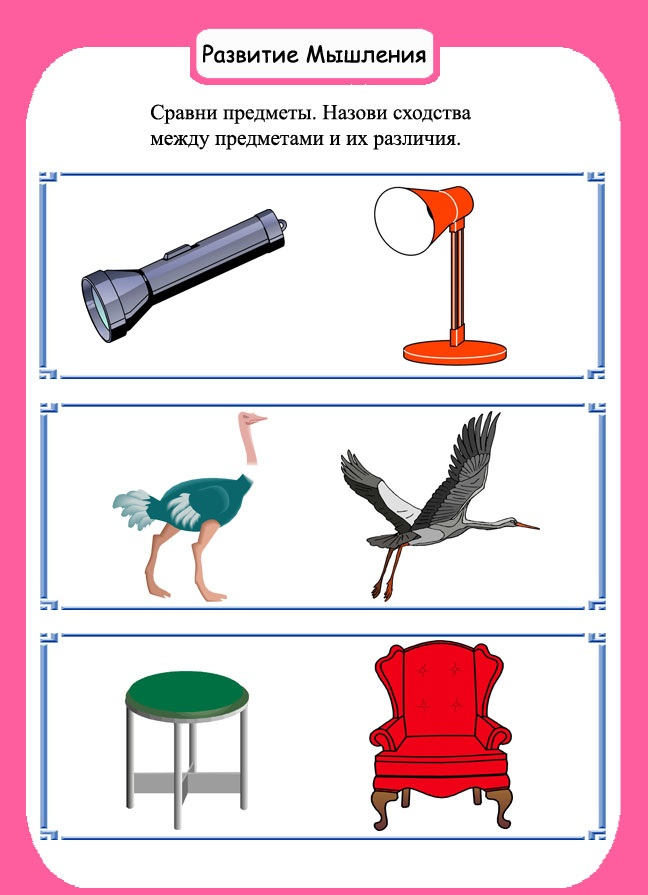 Развитие Мышления
Сравни предметы. Назови сходства
между предметами и их различия.